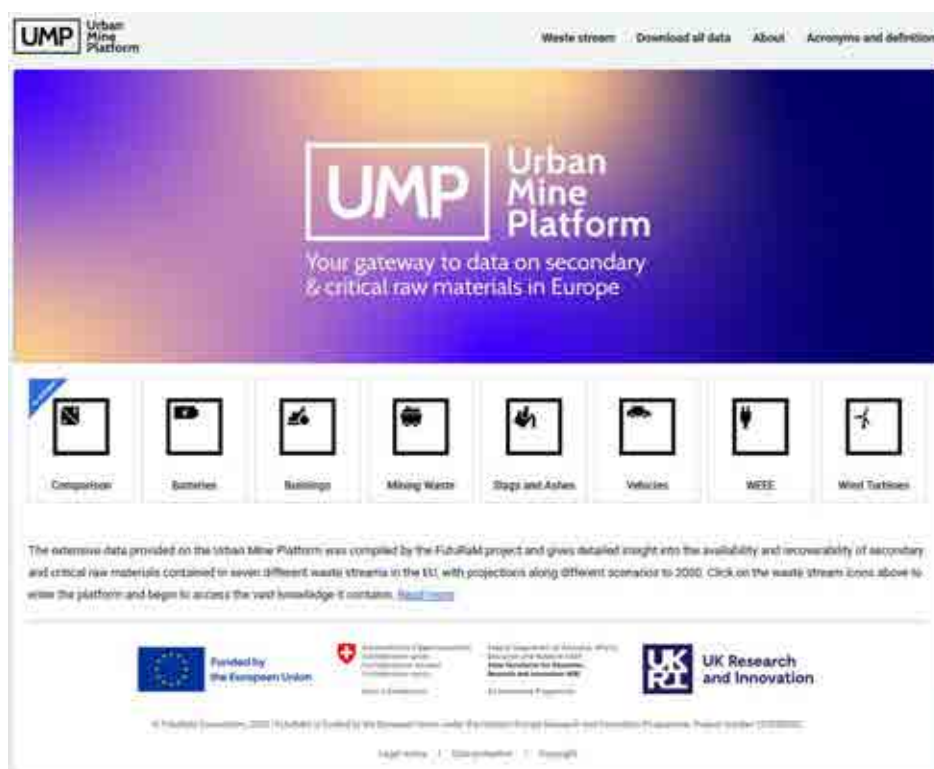 UMP Urban
Mine
Platform
Waste stream Download all data About Acronyms and definition
UMP Urban
Mine
Platform
Your gateway to data on secondary
& critical raw materials in Europe
Comparison Batteries Buildings Mining Waste Slags and Ashes Vehicles WEEE Wind Turbines
The extensive data provided on the Urban Mine Platform was compiled by the FutuRaM project and gives detailed insight into the availability and recoverability of secondary
and critical raw materials contained in seven different waste streams in the EU, with projections along different scenarios to Click on the waste stream icons above to
enter the platform and begin to access the vast knowledge it contains. Read more
Funded by
the European Union
UK
RI
UK Research
and Innovation
Legal notice | Data protection | Copyright